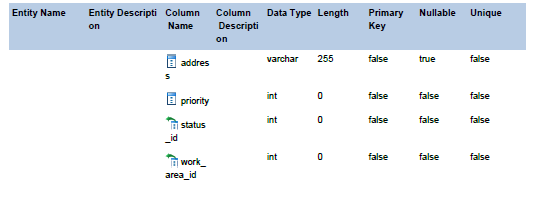 Entity Name Entity Descripti Column Column Data Type Length Primary Nullable Unique
on Name Descripti Key
on
addres varchar 255 false true false
s
priority int 0 false false false
status int 0 false false false
_id
work_ int 0 false false false
area_id